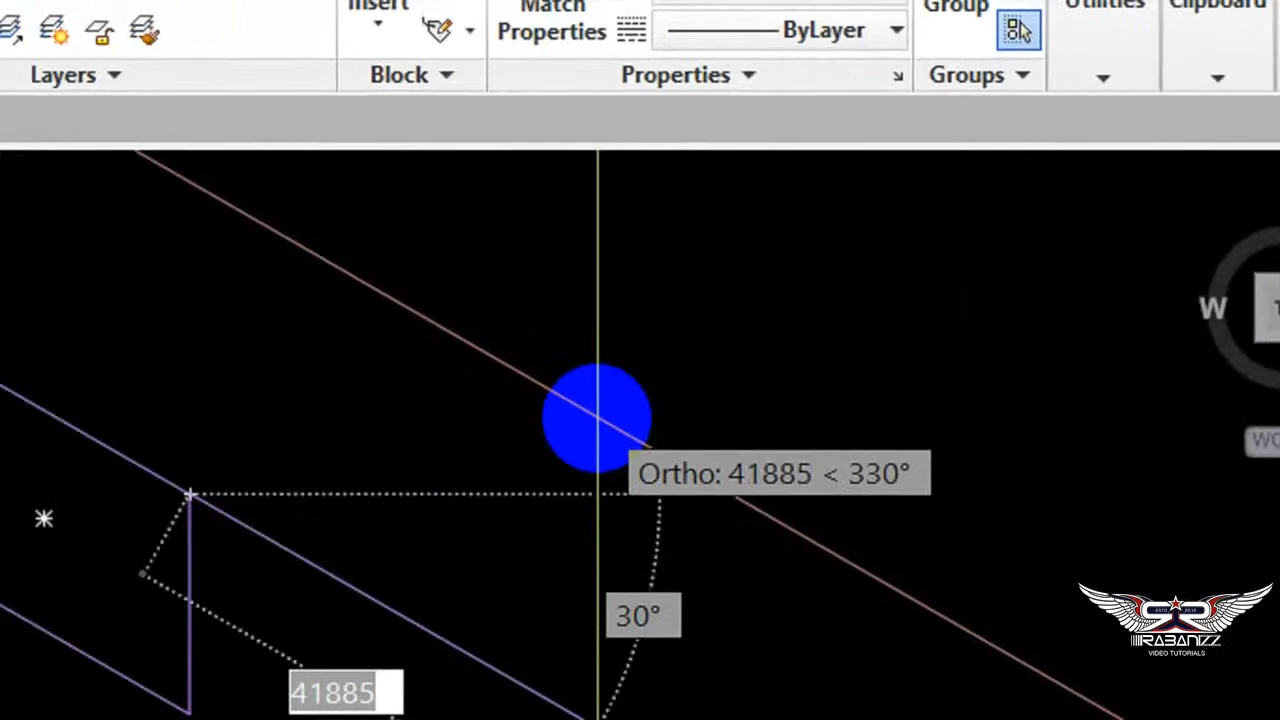 Insert
Match
Properties
ByLayer
Group
Utilities
Clipboard
Layers
Block
Properties
Groups
W
Ortho: 41885 < 330°
30°
41885
RABANIZZ
VIDEO TUTORIALS